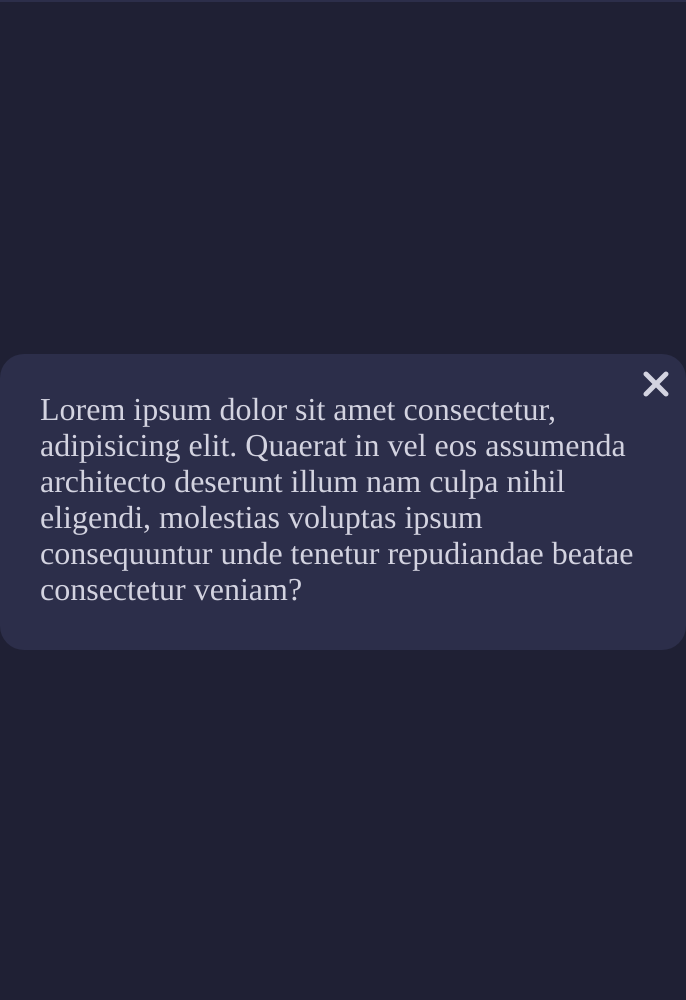 Lorem ipsum dolor sit amet consectetur,
adipisicing elit. Quaerat in vel eos assumenda
architecto deserunt illum nam culpa nihil
eligendi, molestias voluptas ipsum
consequuntur unde tenetur repudiandae beatae
consectetur veniam?